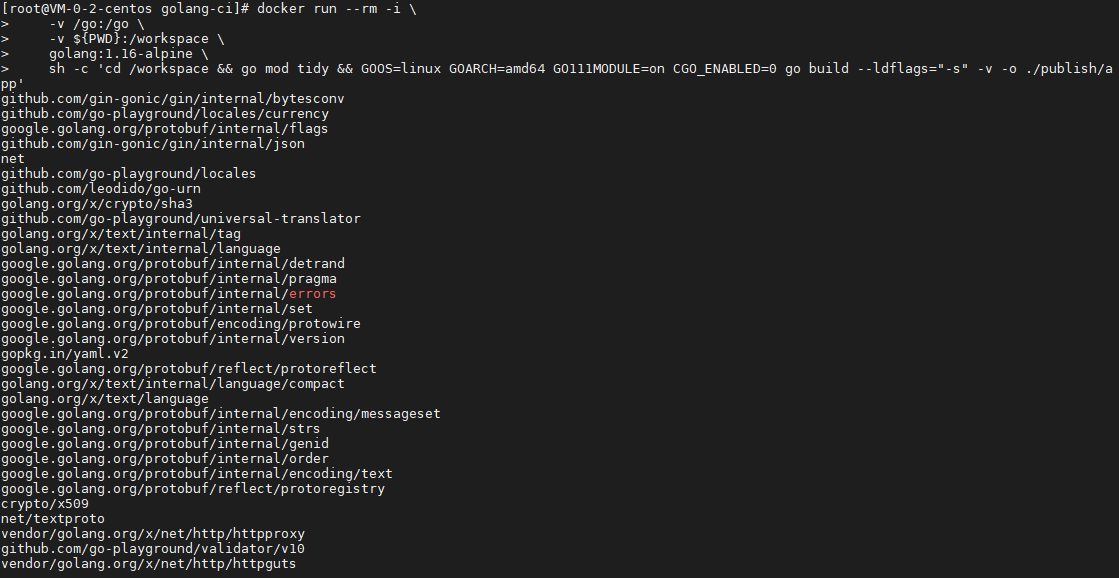 [root@VM-0-2-centos golang-ci]# docker run --rm -i \
>     -v /go:/go \
>     -v ${PWD}:/workspace \
>     golang:1.16-alpine \
>     sh -c 'cd /workspace && go mod tidy && GOOS=linux GOARCH=amd64 GO111MODULE=on CGO_ENABLED=0 go build --ldflags="-s" -v -o ./publish/a
pp'
github.com/gin-gonic/gin/internal/bytesconv
github.com/go-playground/locales/currency
google.golang.org/protobuf/internal/flags
github.com/gin-gonic/gin/internal/json
net
github.com/go-playground/locales
github.com/leodido/go-urn
golang.org/x/crypto/sha3
github.com/go-playground/universal-translator
golang.org/x/text/internal/tag
golang.org/x/text/internal/language
google.golang.org/protobuf/internal/detrand
google.golang.org/protobuf/internal/pragma
google.golang.org/protobuf/internal/errors
google.golang.org/protobuf/internal/set
google.golang.org/protobuf/encoding/protowire
google.golang.org/protobuf/internal/version
gopkg.in/yaml.v2
google.golang.org/protobuf/reflect/protoreflect
golang.org/x/text/internal/language/compact
golang.org/x/text/language
google.golang.org/protobuf/internal/encoding/messageset
google.golang.org/protobuf/internal/strs
google.golang.org/protobuf/internal/genid
google.golang.org/protobuf/internal/order
google.golang.org/protobuf/internal/encoding/text
google.golang.org/protobuf/reflect/protoregistry
crypto/x509
net/textproto
vendor/golang.org/x/net/http/httpproxy
github.com/go-playground/validator/v10
vendor/golang.org/x/net/http/httpguts